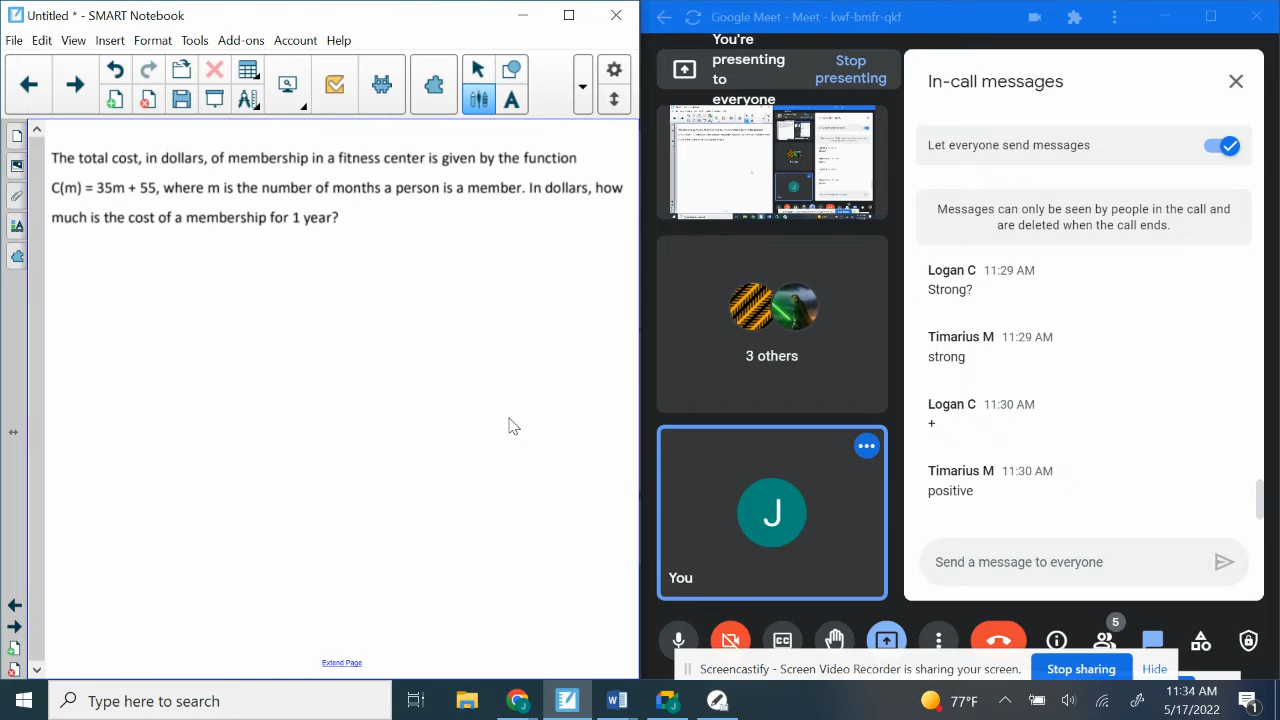 Untitled * - SMART Notebook
File Edit View Insert Format Tools Add-ons Account Help
The total cost, in dollars, of membership in a fitness center is given by the function
C(m) = 35m + 55, where m is the number of months a person is a member. In dollars, how
much is the cost of a membership for 1 year?
Extend Page
Google Meet - Meet - kwf-bmfr-qkf
You're
presenting
to
everyone
Stop
presenting
3 others
J
You
In-call messages
Let everyone send messages
Messages can only be seen by people in the call and
are deleted when the call ends.
Logan C 11:29 AM
Strong?
Timarius M 11:29 AM
strong
Logan C 11:30 AM
+
Timarius M 11:30 AM
positive
Send a message to everyone
5
Screencastify - Screen Video Recorder is sharing your screen.
Stop sharing
Hide
Type here to search
77°F
11:34 AM
5/17/2022
1